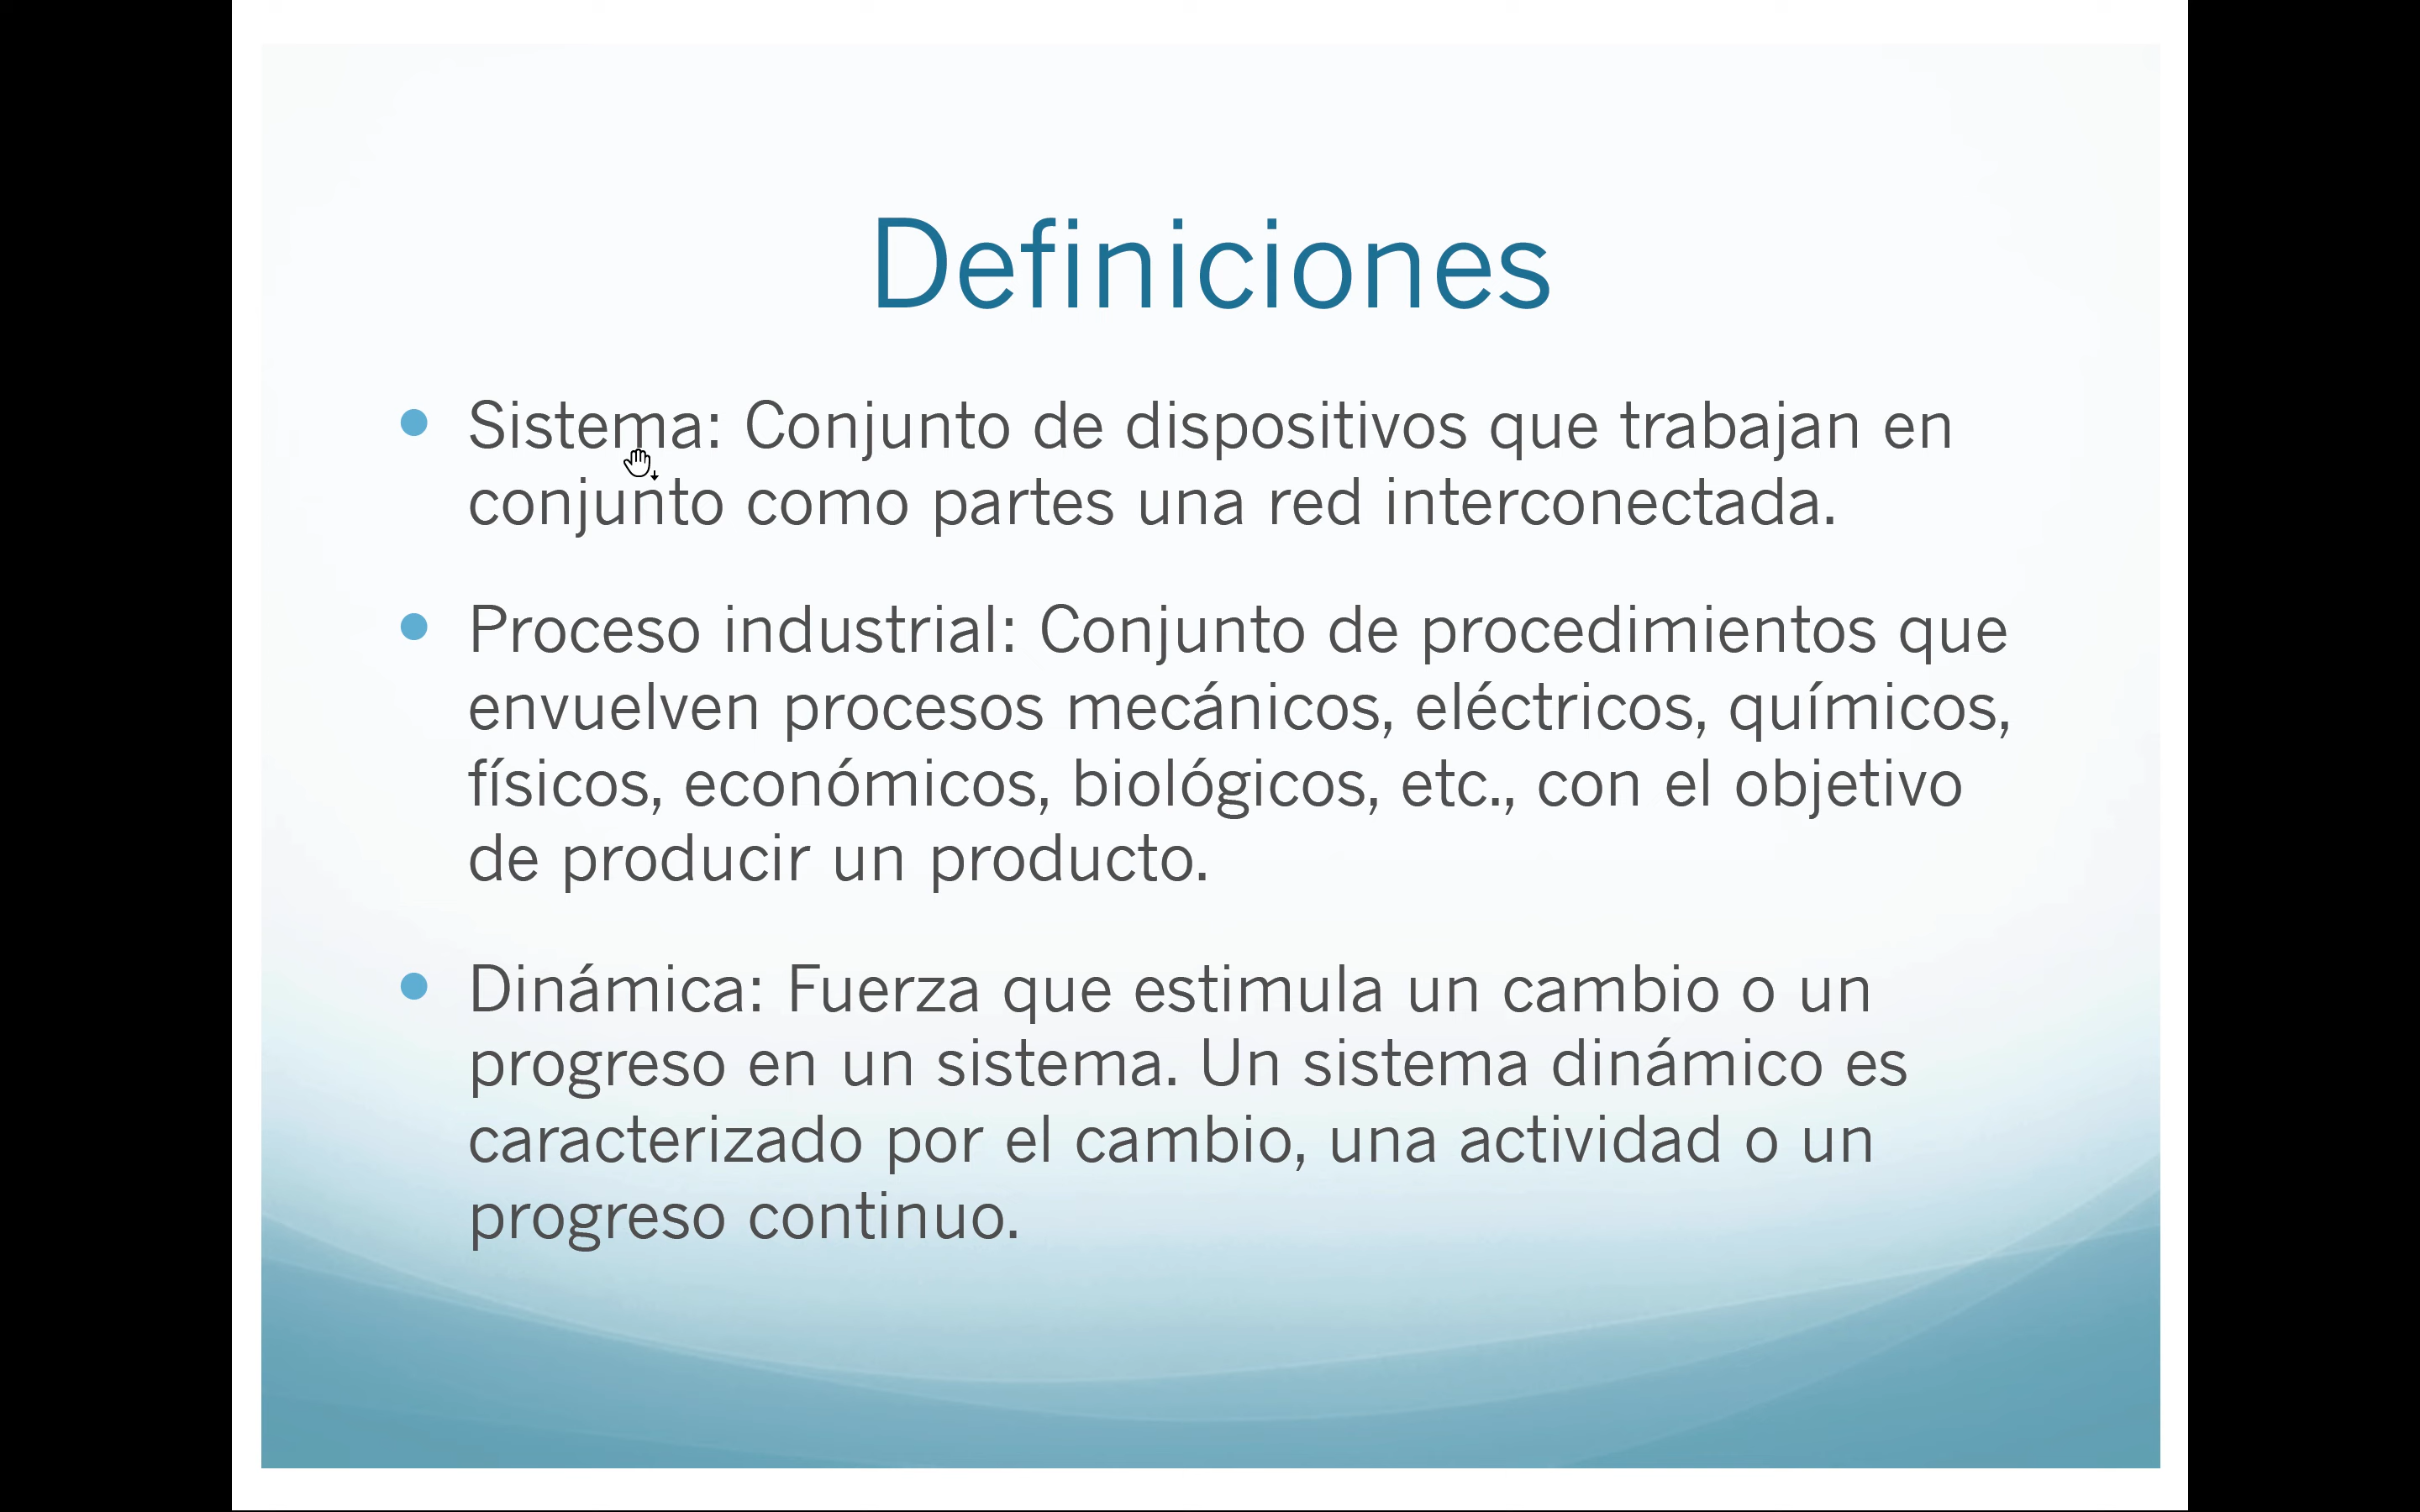 Definiciones
Sistema: Conjunto de dispositivos que trabajan en
conjunto como partes una red interconectada.
Proceso industrial: Conjunto de procedimientos que
envuelven procesos mecánicos, eléctricos, químicos,
físicos, económicos, biológicos, etc., con el objetivo
de producir un producto.
Dinámica: Fuerza que estimula un cambio o un
progreso en un sistema. Un sistema dinámico es
caracterizado por el cambio, una actividad o un
progreso continuo.